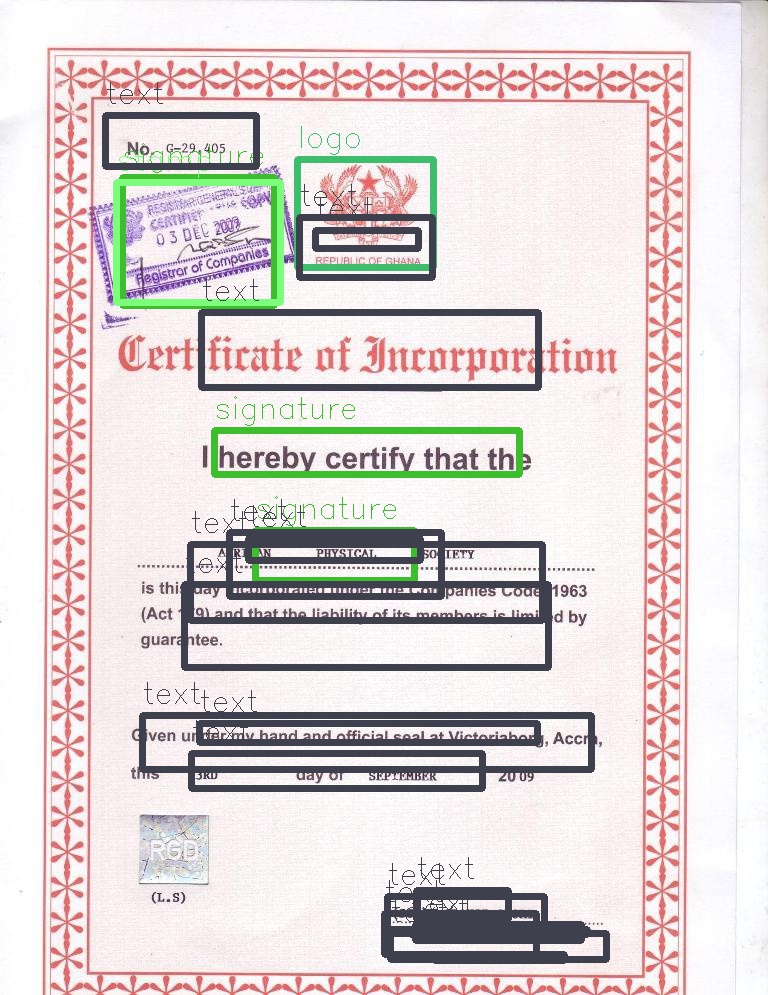 text
No. G-29,405
signature
logo
text
text
REGISTRAR GENERAL'S
CERTIFIED COPY
03 DEC 2009
Registrar of Companies
REPUBLIC OF GHANA
text
Certificate of Incorporation
signature
I hereby certify that the
text
text
signature
text
text
AFRICAN PHYSICAL SOCIETY
is this day incorporated under the Companies Code, 1963
(Act 179) and that the liability of its members is limited by
guarantee.
text
text
text
Given under my hand and official seal at Victoriaborg, Accra,
this 3RD day of SEPTEMBER 2009
RGD
(L.S)
text
text
text
text